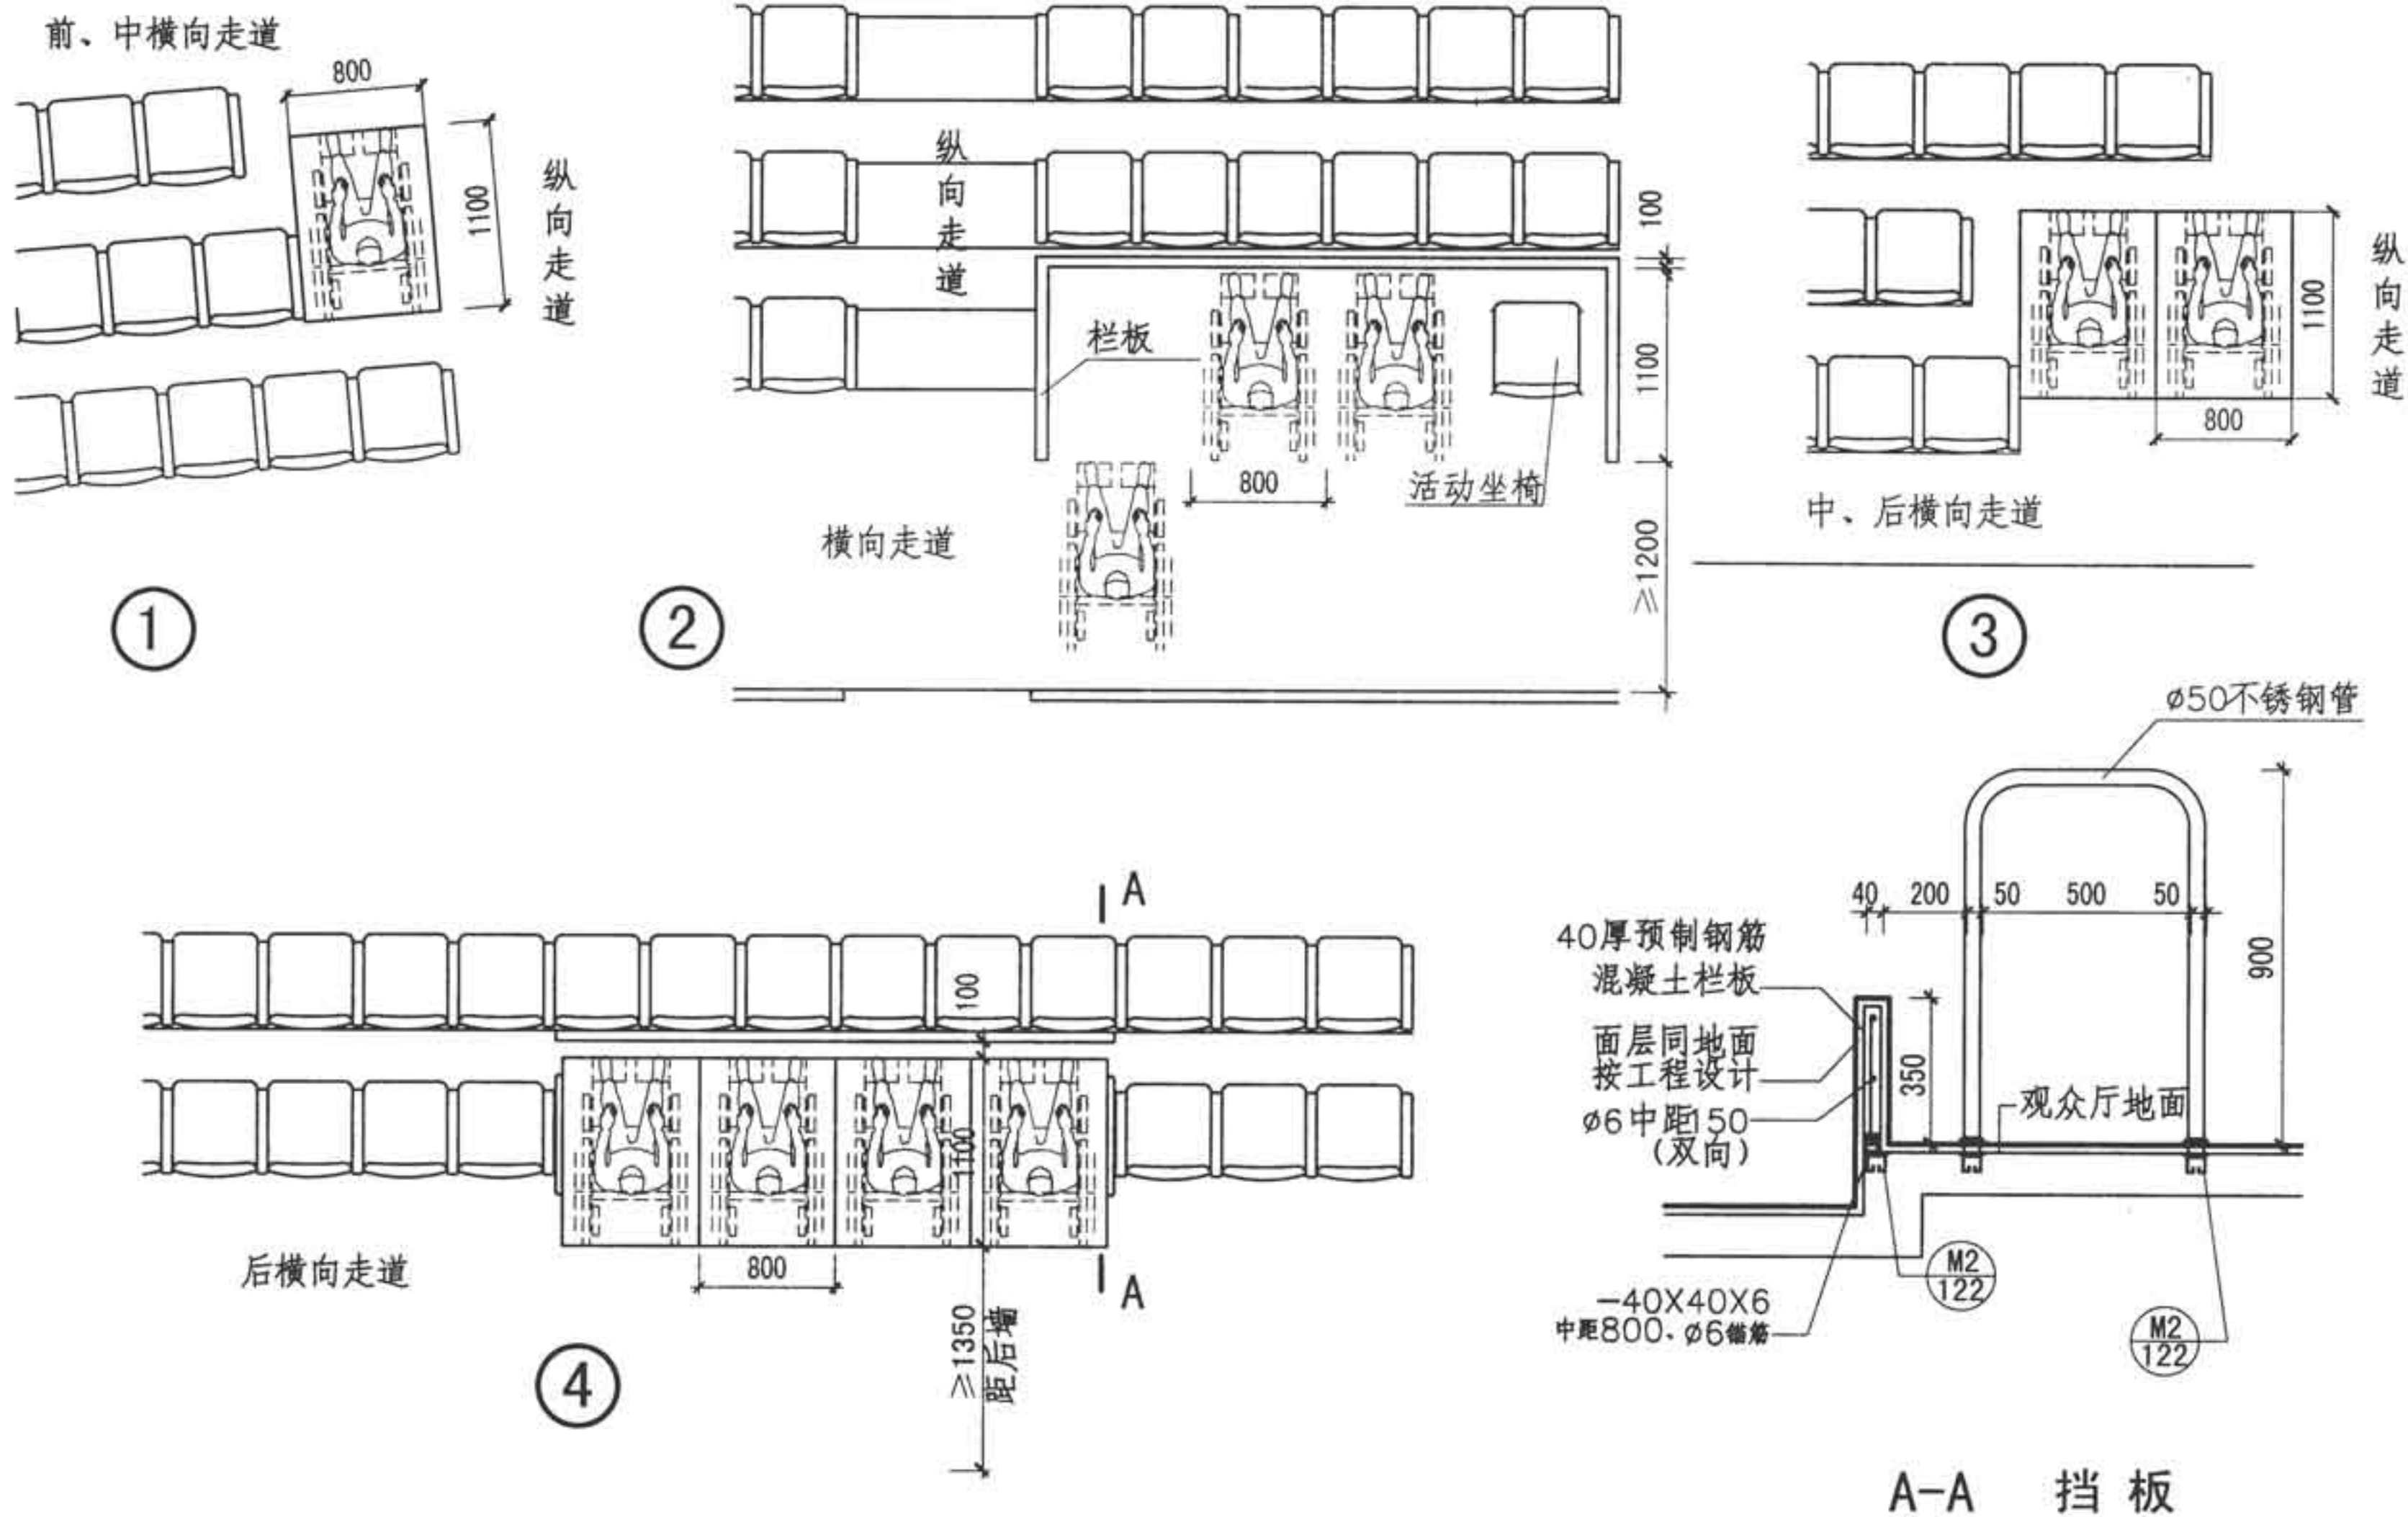 前、中横向走道
800
1100
纵向走道
①
纵向走道
栏板
800
活动坐椅
横向走道
100
1100
≥1200
②
纵向走道
1100
800
中、后横向走道
③
A
100
1100
800
后横向走道
≥1350
距后墙
A
④
ø50不锈钢管
40 200 50 500 50
900
40厚预制钢筋
混凝土栏板
面层同地面
按工程设计
350
ø6中距150
(双向)
观众厅地面
M2
122
-40X40X6
中距800、ø6锚筋
M2
122
A-A 挡板